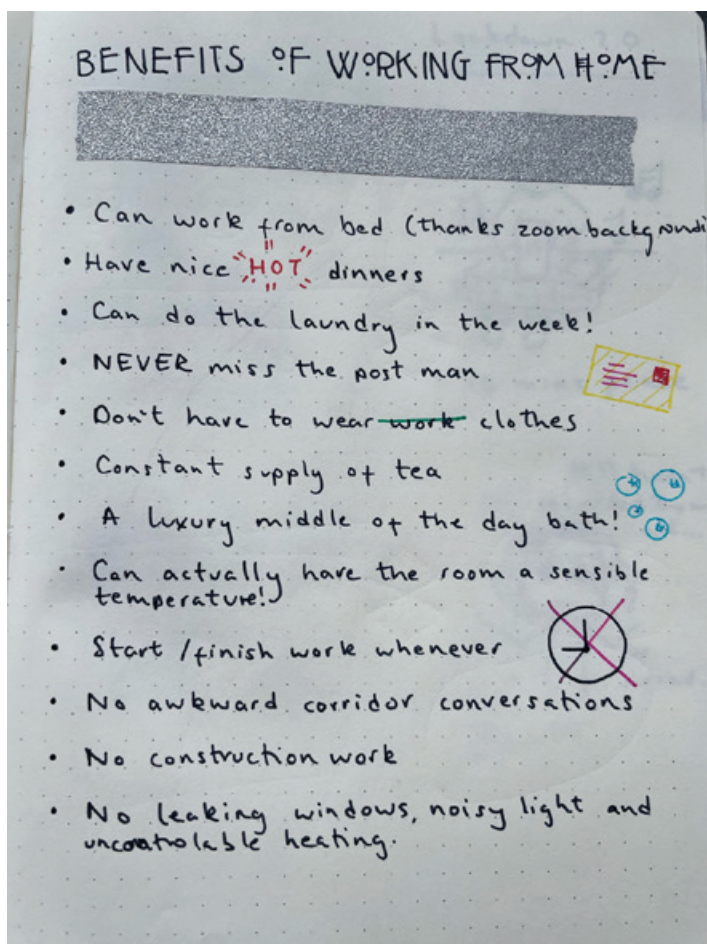 BENEFITS OF WORKING FROM HOME
• Can work from bed (thanks zoom backgrounds
• Have nice HOT dinners
• Can do the laundry in the week!
• NEVER miss the post man
• Don't have to wear work clothes
• Constant supply of tea
• A luxury middle of the day bath!
• Can actually have the room a sensible
temperature!
• Start /finish work whenever
• No awkward corridor conversations
• No construction work
• No leaking windows, noisy light and
uncontrolable heating.